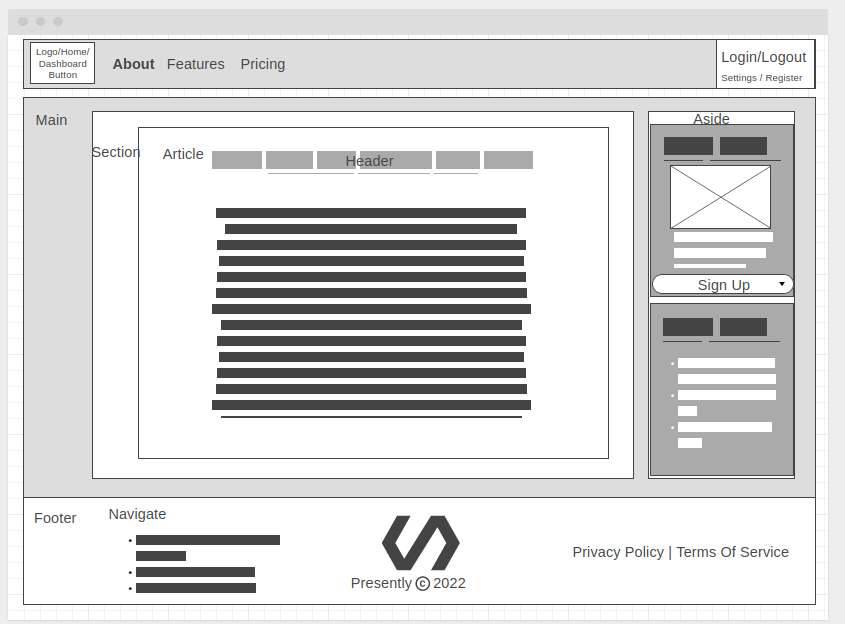 Logo/Home/
Dashboard
Button
About Features Pricing
Login/Logout
Settings / Register
Main
Section
Article
Header
Aside
Sign Up
Footer
Navigate
Presently © 2022
Privacy Policy | Terms Of Service